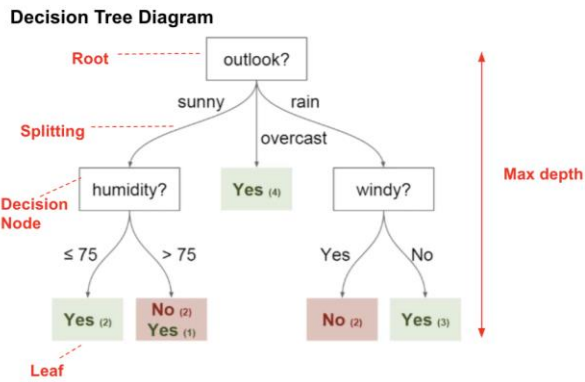 Decision Tree Diagram
Root
outlook?
sunny
rain
Splitting
overcast
Decision
Node
humidity?
Yes (4)
windy?
Max depth
≤ 75
> 75
Yes
No
Yes (2)
No (2)
Yes (1)
No (2)
Yes (3)
Leaf